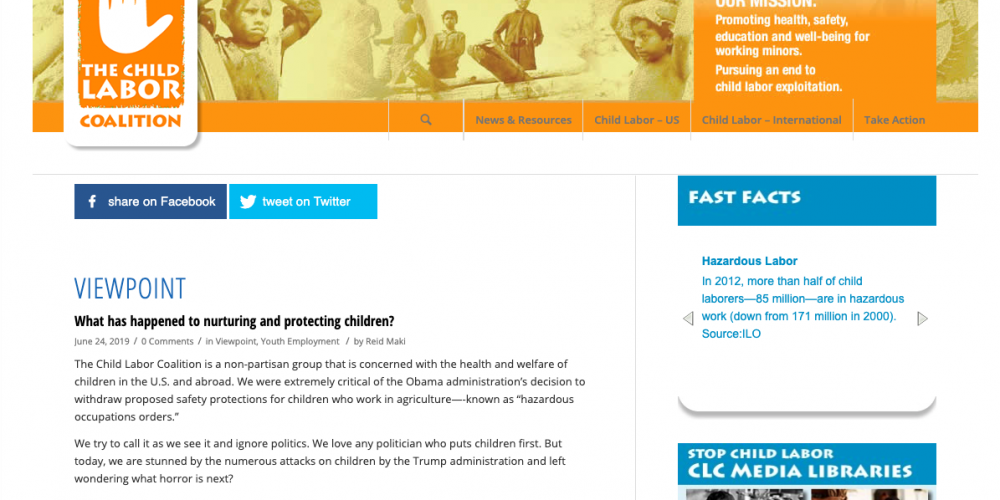 OUR MISSION:
Promoting health, safety,
education and well-being for
working minors.
Pursuing an end to
child labor exploitation.
THE CHILD
LABOR
COALITION
News & Resources
Child Labor – US
Child Labor – International
Take Action
share on Facebook
tweet on Twitter
VIEWPOINT
What has happened to nurturing and protecting children?
June 24, 2019 / 0 Comments / in Viewpoint, Youth Employment / by Reid Maki
The Child Labor Coalition is a non-partisan group that is concerned with the health and welfare of
children in the U.S. and abroad. We were extremely critical of the Obama administration’s decision to
withdraw proposed safety protections for children who work in agriculture—-known as “hazardous
occupations orders.”
We try to call it as we see it and ignore politics. We love any politician who puts children first. But
today, we are stunned by the numerous attacks on children by the Trump administration and left
wondering what horror is next?
FAST FACTS
Hazardous Labor
In 2012, more than half of child
laborers—85 million—are in hazardous
work (down from 171 million in 2000).
Source:ILO
STOP CHILD LABOR
CLC MEDIA LIBRARIES